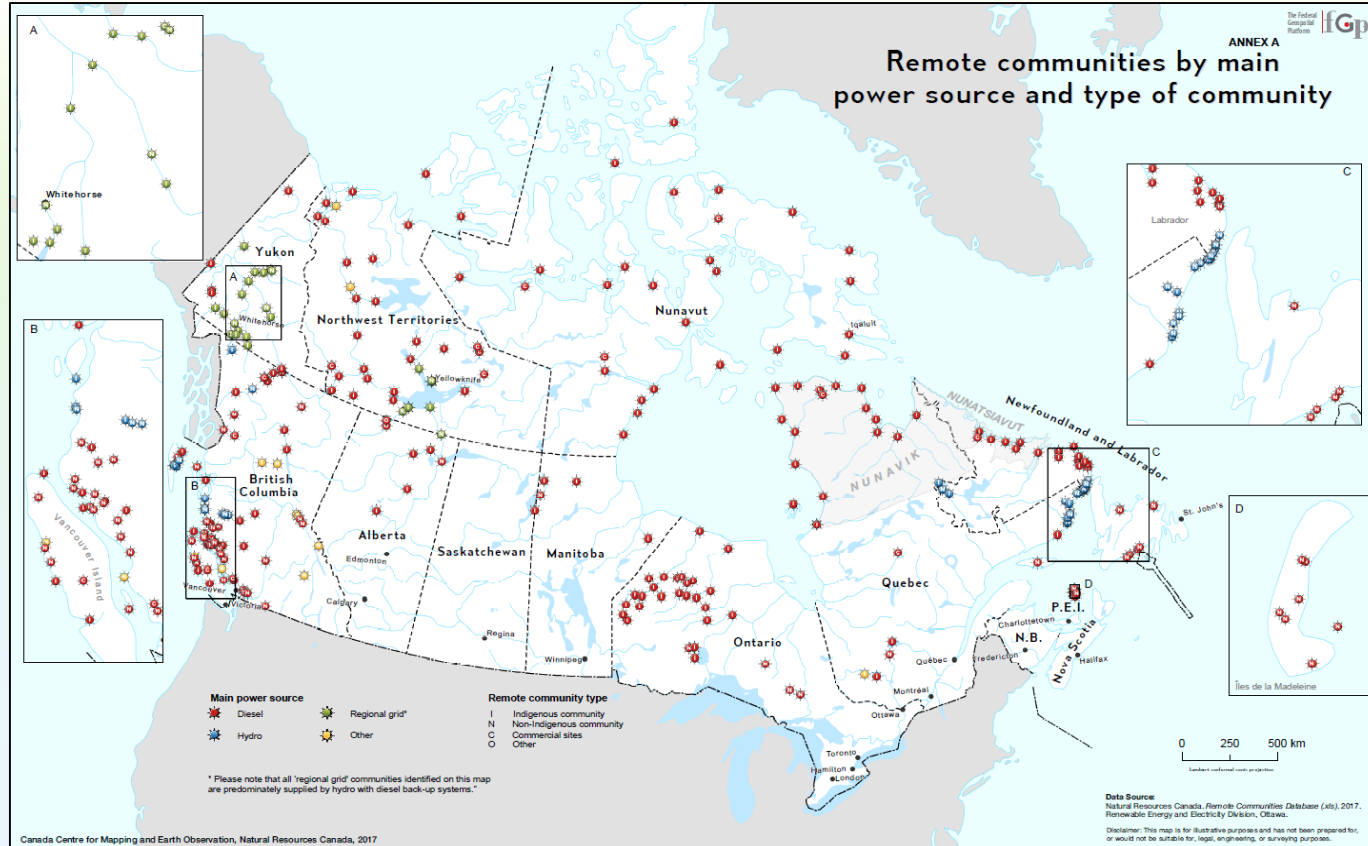 The Federal
Geospatial
Platform
fGp
ANNEX A
Remote communities by main
power source and type of community
A
Whitehorse
B
Vancouver Island
C
Labrador
D
Îles de la Madeleine
Yukon
A
Whitehorse
Northwest Territories
Yellowknife
Nunavut
Iqaluit
NUNATSIAVUT
NUNAVIK
Newfoundland and Labrador
C
St. John's
British
Columbia
B
Vancouver
Victoria
Alberta
Edmonton
Calgary
Saskatchewan
Regina
Manitoba
Winnipeg
Ontario
Quebec
Québec
Montréal
Ottawa
Toronto
Hamilton
London
D
P.E.I.
Charlottetown
N.B.
Fredericton
Nova Scotia
Halifax
Main power source
Diesel
Hydro
Regional grid*
Other
Remote community type
I Indigenous community
N Non-Indigenous community
C Commercial sites
O Other
* Please note that all 'regional grid' communities identified on this map
are predominately supplied by hydro with diesel back-up systems."
0 250 500 km
Lambert conformal conic projection
Data Source:
Natural Resources Canada. Remote Communities Database (.xls). 2017.
Renewable Energy and Electricity Division, Ottawa.
Disclaimer: This map is for illustrative purposes and has not been prepared for,
or would not be suitable for, legal, engineering, or surveying purposes.
Canada Centre for Mapping and Earth Observation, Natural Resources Canada, 2017